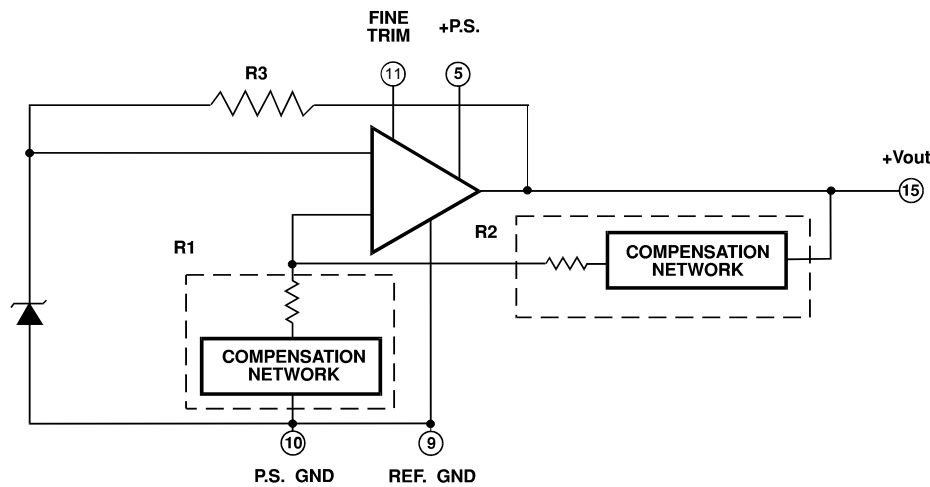 FINE
TRIM
+P.S.
R3
11
5
+Vout
15
R2
R1
COMPENSATION
NETWORK
COMPENSATION
NETWORK
10
9
P.S. GND
REF. GND